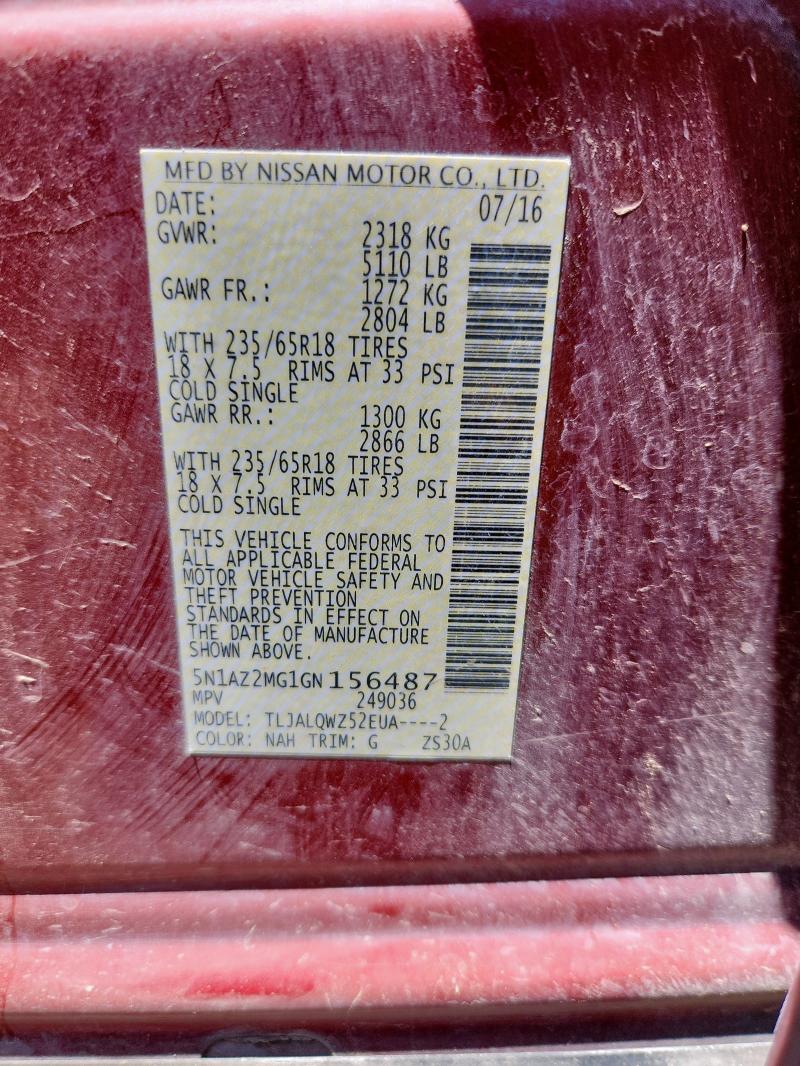 MFD BY NISSAN MOTOR CO., LTD.
DATE: 07/16
GVWR: 2318 KG
5110 LB
GAWR FR.: 1272 KG
2804 LB
WITH 235/65R18 TIRES
18 X 7.5 RIMS AT 33 PSI
COLD SINGLE
GAWR RR.: 1300 KG
2866 LB
WITH 235/65R18 TIRES
18 X 7.5 RIMS AT 33 PSI
COLD SINGLE
THIS VEHICLE CONFORMS TO
ALL APPLICABLE FEDERAL
MOTOR VEHICLE SAFETY AND
THEFT PREVENTION
STANDARDS IN EFFECT ON
THE DATE OF MANUFACTURE
SHOWN ABOVE.
5N1AZ2MG1GN156487
MPV 249036
MODEL: TLJALQWZ52EUA----2
COLOR: NAH TRIM: G ZS30A